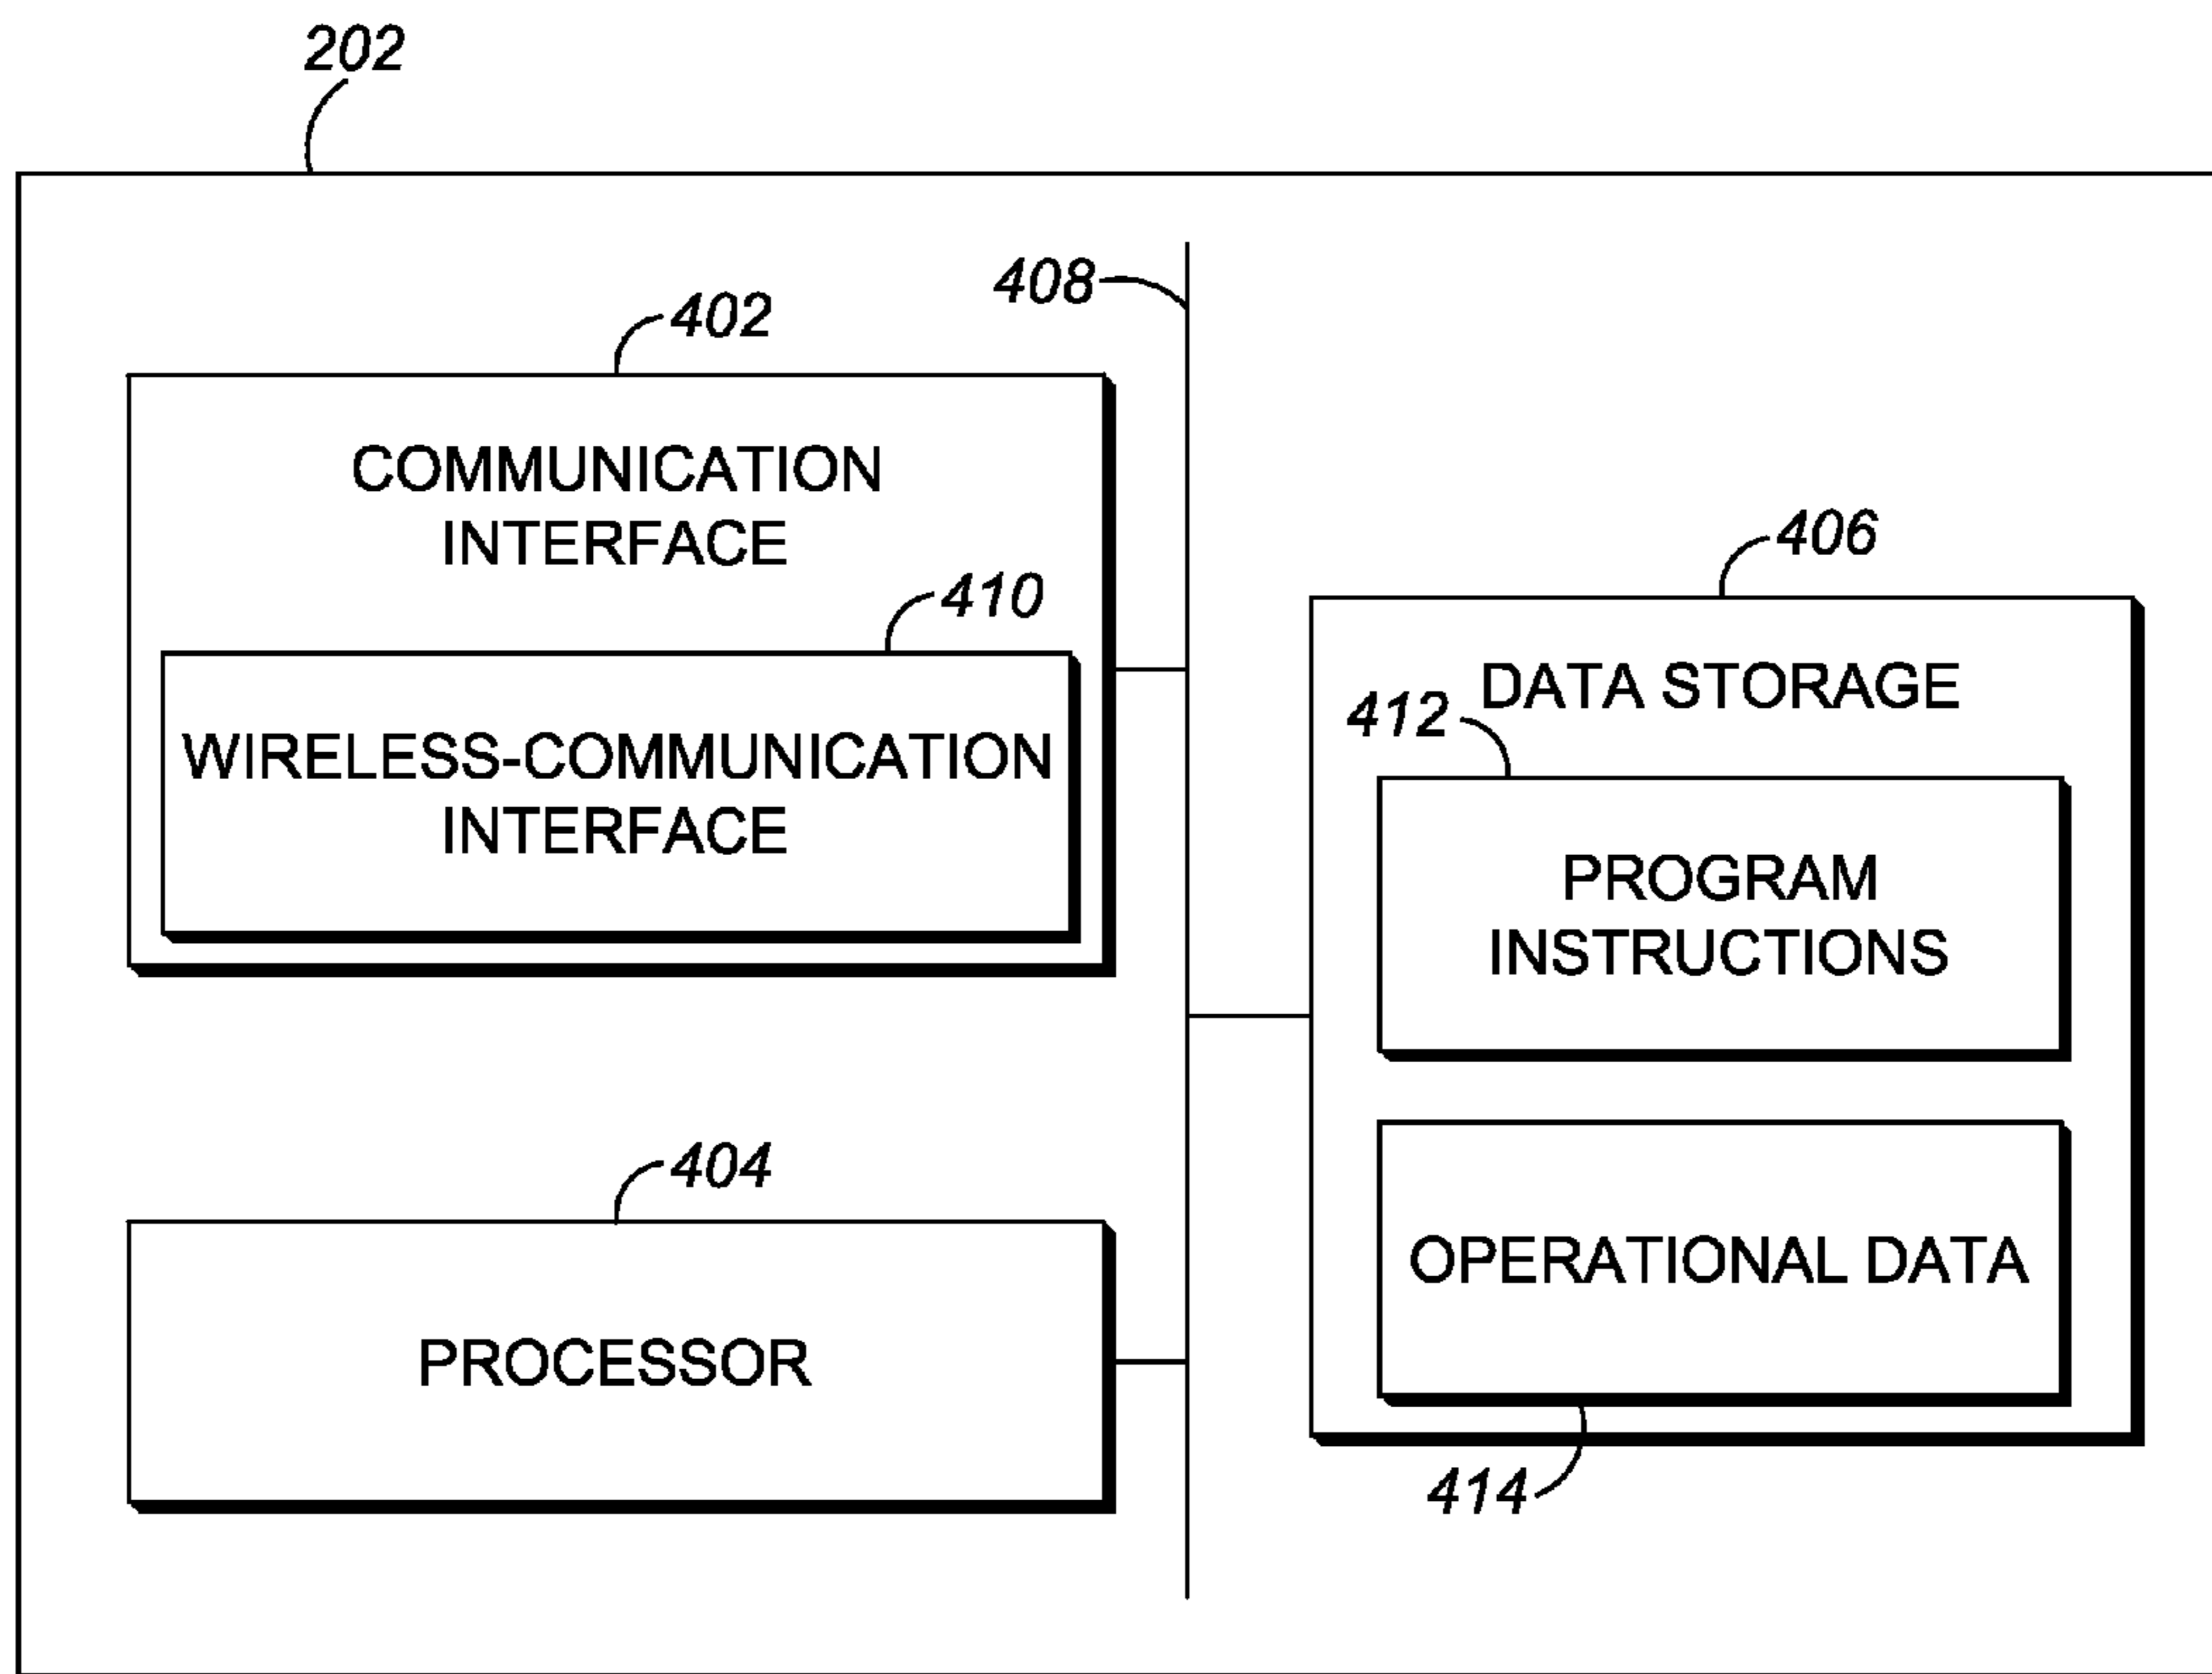 202
408
402
COMMUNICATION
INTERFACE
410
WIRELESS-COMMUNICATION
INTERFACE
404
PROCESSOR
406
DATA STORAGE
412
PROGRAM
INSTRUCTIONS
OPERATIONAL DATA
414